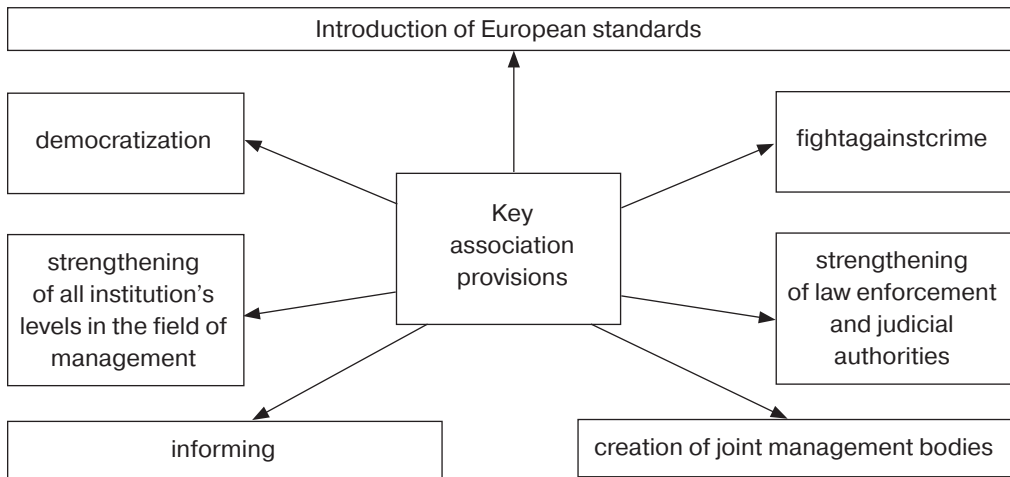 Introduction of European standards
democratization
fightagainstcrime
Key
association
provisions
strengthening
of all institution's
levels in the field of
management
strengthening
of law enforcement
and judicial
authorities
informing
creation of joint management bodies